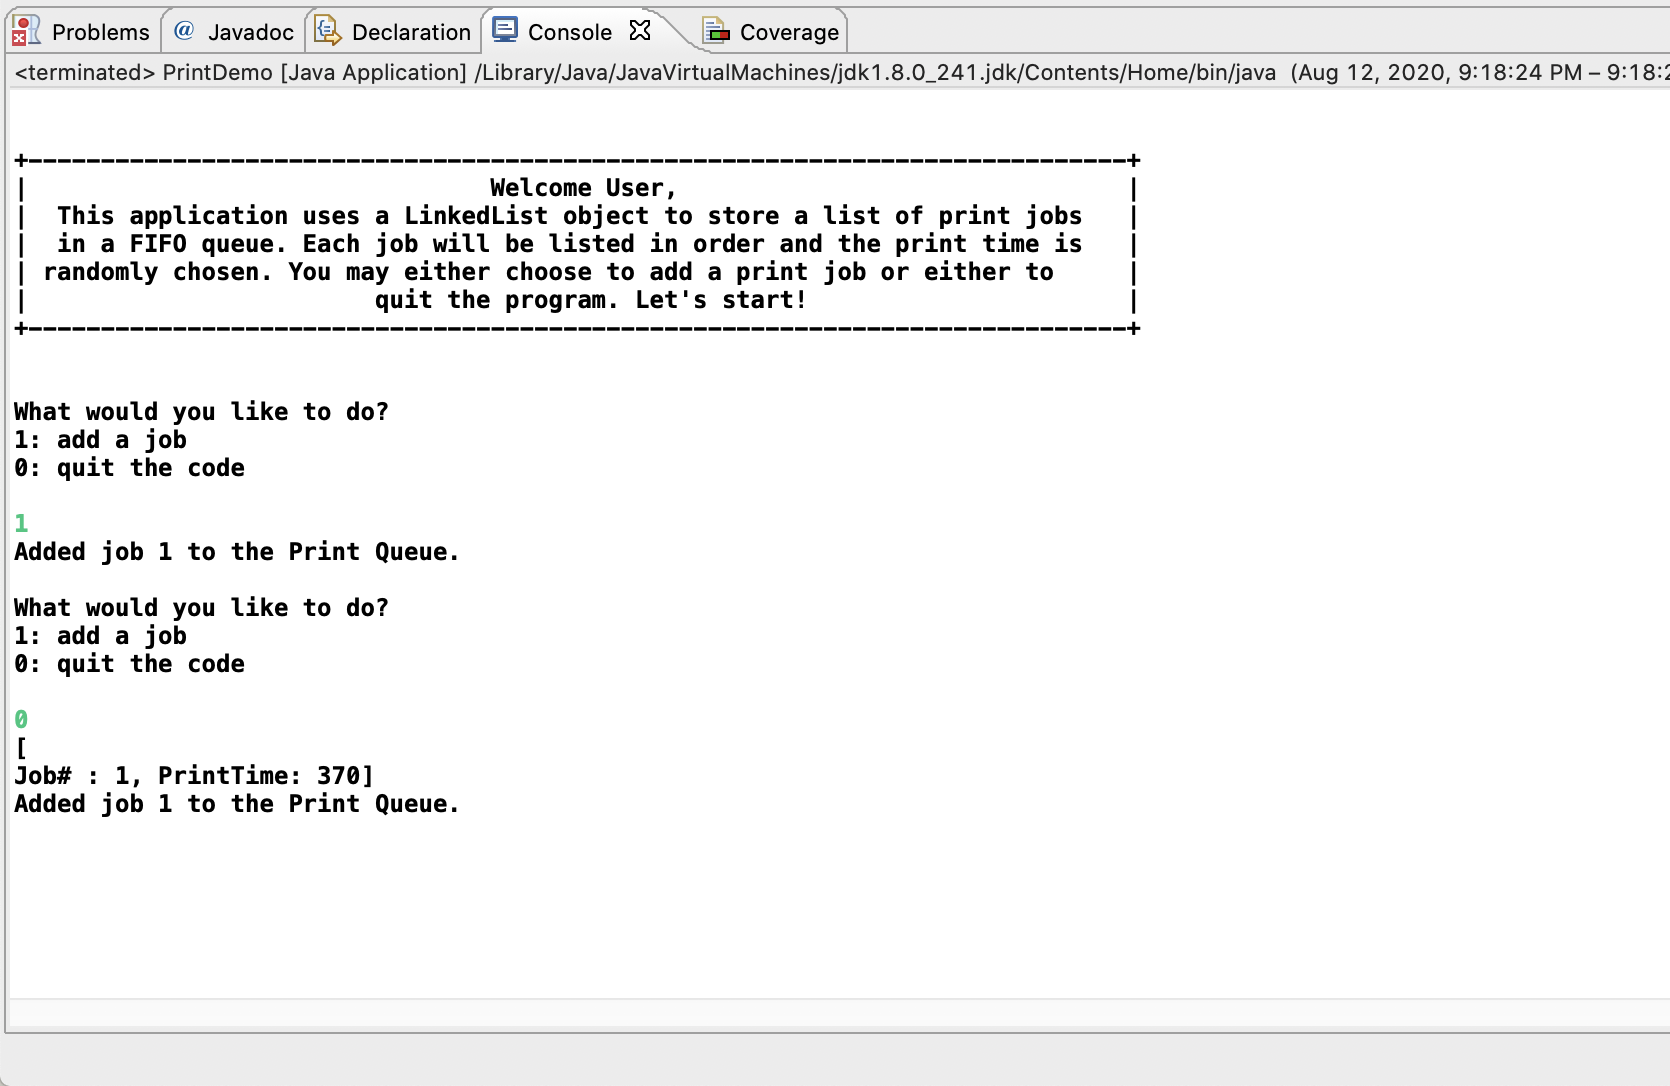 Problems @ Javadoc Declaration Console Coverage
<terminated> PrintDemo [Java Application] /Library/Java/JavaVirtualMachines/jdk1.8.0_241.jdk/Contents/Home/bin/java (Aug 12, 2020, 9:18:24 PM – 9:18:2
+----------------------------------------------------------------------------+
| Welcome User, |
| This application uses a LinkedList object to store a list of print jobs |
| in a FIFO queue. Each job will be listed in order and the print time is |
| randomly chosen. You may either choose to add a print job or either to |
| quit the program. Let's start! |
+----------------------------------------------------------------------------+
What would you like to do?
1: add a job
0: quit the code
1
Added job 1 to the Print Queue.
What would you like to do?
1: add a job
0: quit the code
0
[
Job# : 1, PrintTime: 370]
Added job 1 to the Print Queue.